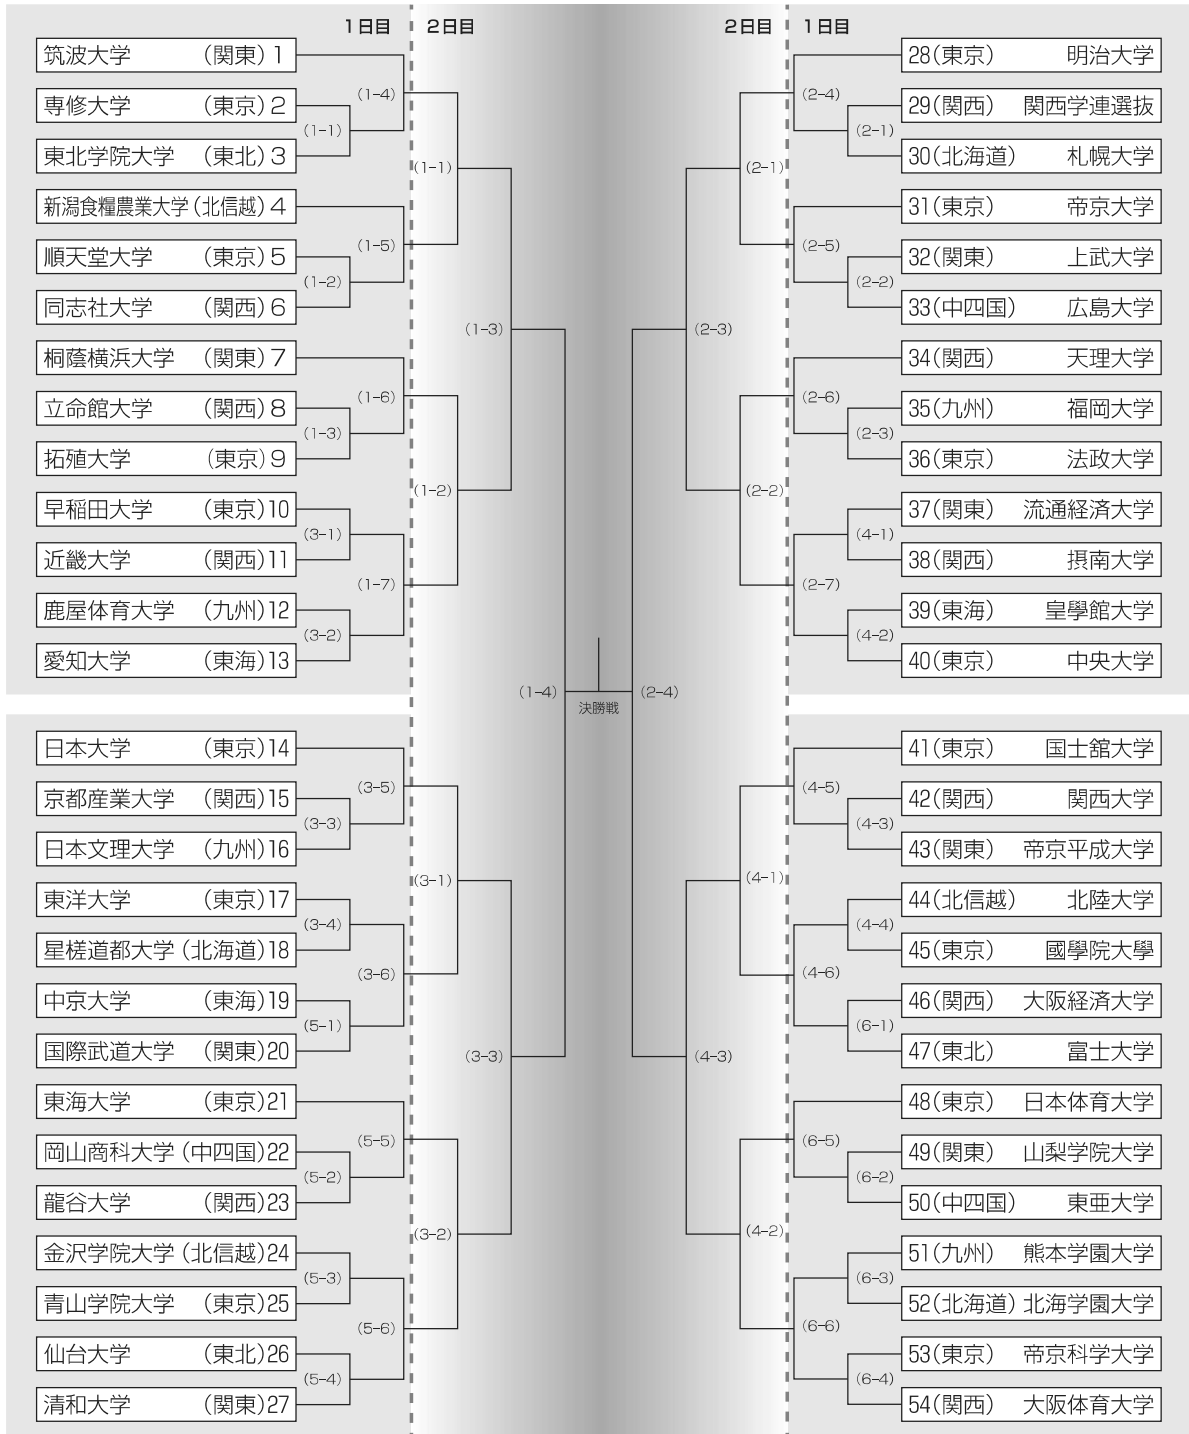 1日目 2日目
筑波大学 (関東) 1
(1-4)
専修大学 (東京) 2
(1-1)
東北学院大学 (東北) 3
(1-1)
新潟食糧農業大学 (北信越) 4
(1-5)
順天堂大学 (東京) 5
(1-2)
同志社大学 (関西) 6
(1-3)
桐蔭横浜大学 (関東) 7
(1-6)
立命館大学 (関西) 8
(1-3)
拓殖大学 (東京) 9
(1-2)
早稲田大学 (東京) 10
(3-1)
近畿大学 (関西) 11
(1-7)
鹿屋体育大学 (九州) 12
(3-2)
愛知大学 (東海) 13
(1-4)
日本大学 (東京) 14
(3-5)
京都産業大学 (関西) 15
(3-3)
日本文理大学 (九州) 16
(3-1)
東洋大学 (東京) 17
(3-4)
星槎道都大学 (北海道) 18
(3-6)
中京大学 (東海) 19
(5-1)
国際武道大学 (関東) 20
(3-3)
東海大学 (東京) 21
(5-5)
岡山商科大学 (中四国) 22
(5-2)
龍谷大学 (関西) 23
(3-2)
金沢学院大学 (北信越) 24
(5-3)
青山学院大学 (東京) 25
(5-6)
仙台大学 (東北) 26
(5-4)
清和大学 (関東) 27
決勝戦
2日目 1日目
28 (東京) 明治大学
(2-4)
29 (関西) 関西学連選抜
(2-1)
30 (北海道) 札幌大学
(2-1)
31 (東京) 帝京大学
(2-5)
32 (関東) 上武大学
(2-2)
33 (中四国) 広島大学
(2-3)
34 (関西) 天理大学
(2-6)
35 (九州) 福岡大学
(2-3)
36 (東京) 法政大学
(2-2)
37 (関東) 流通経済大学
(4-1)
38 (関西) 摂南大学
(2-7)
39 (東海) 皇學館大学
(4-2)
40 (東京) 中央大学
(2-4)
41 (東京) 国士舘大学
(4-5)
42 (関西) 関西大学
(4-3)
43 (関東) 帝京平成大学
(4-1)
44 (北信越) 北陸大学
(4-4)
45 (東京) 國學院大學
(4-6)
46 (関西) 大阪経済大学
(6-1)
47 (東北) 富士大学
(4-3)
48 (東京) 日本体育大学
(6-5)
49 (関東) 山梨学院大学
(6-2)
50 (中四国) 東亜大学
(4-2)
51 (九州) 熊本学園大学
(6-3)
52 (北海道) 北海学園大学
(6-6)
53 (東京) 帝京科学大学
(6-4)
54 (関西) 大阪体育大学